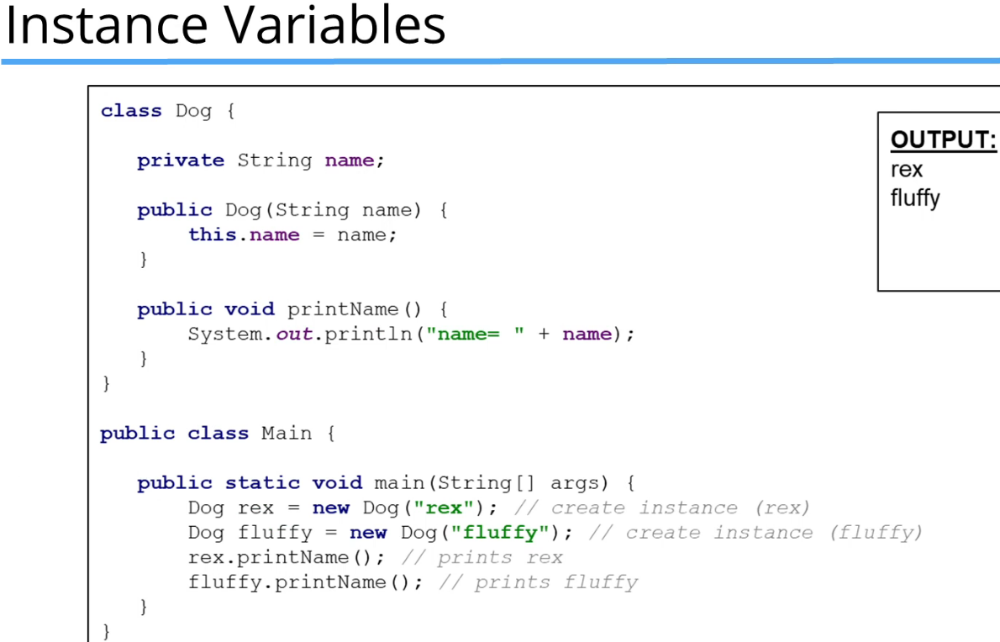 Instance Variables
class Dog {
private String name;
public Dog(String name) {
this.name = name;
}
public void printName() {
System.out.println("name= " + name);
}
}
public class Main {
public static void main(String[] args) {
Dog rex = new Dog("rex"); // create instance (rex)
Dog fluffy = new Dog("fluffy"); // create instance (fluffy)
rex.printName(); // prints rex
fluffy.printName(); // prints fluffy
}
}
OUTPUT:
rex
fluffy